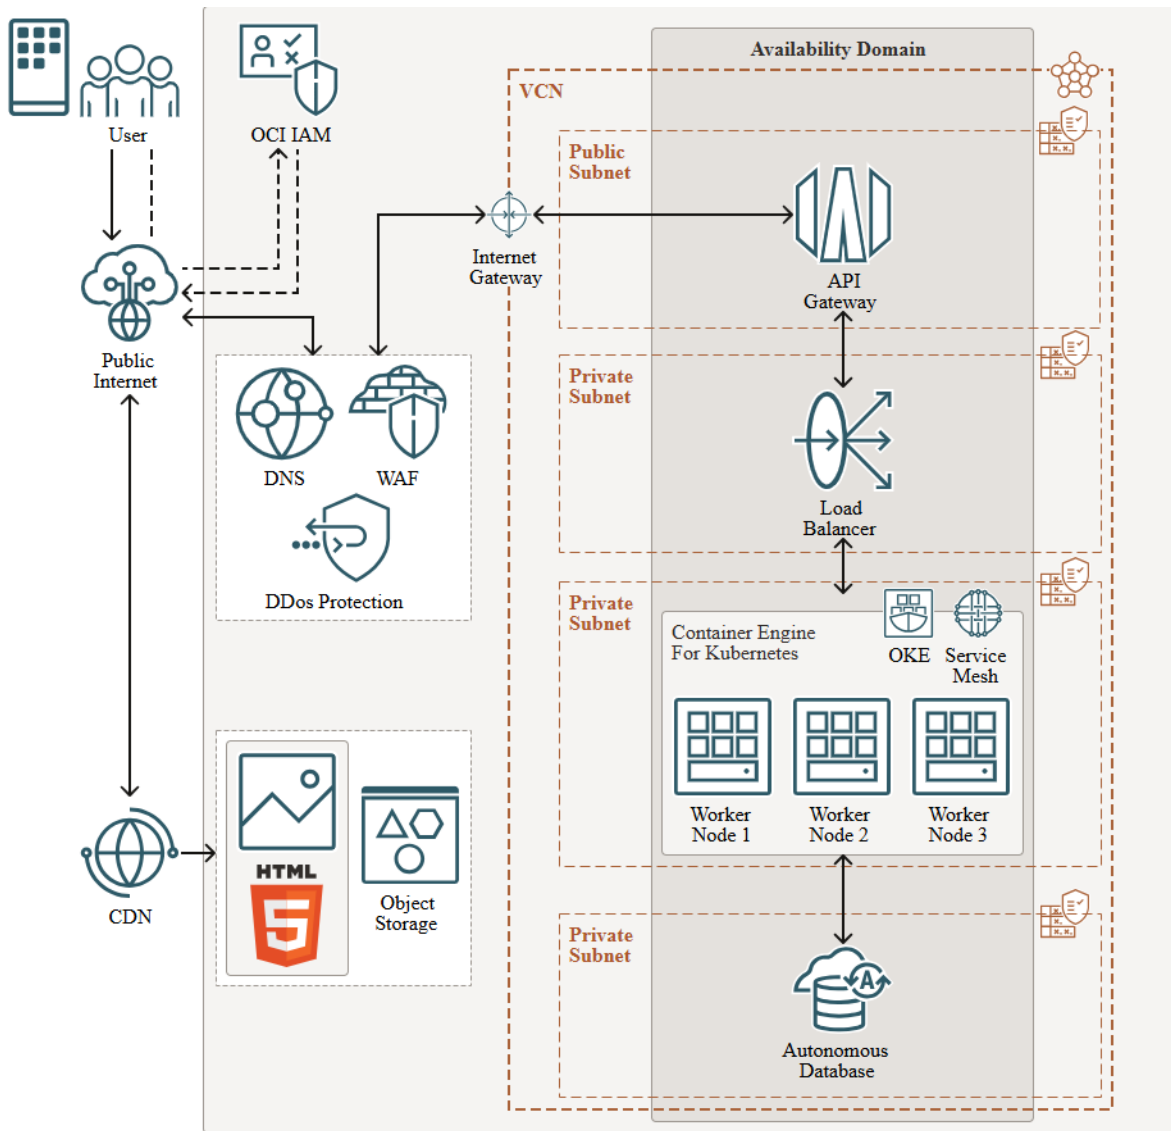 Availability Domain
User
OCI IAM
VCN
Public
Subnet
Internet
Gateway
API
Gateway
Public
Internet
Private
Subnet
DNS
WAF
Load
Balancer
DDos Protection
Private
Subnet
Container Engine
For Kubernetes
OKE
Service
Mesh
Worker
Node 1
Worker
Node 2
Worker
Node 3
HTML
5
CDN
Object
Storage
Private
Subnet
A
Autonomous
Database